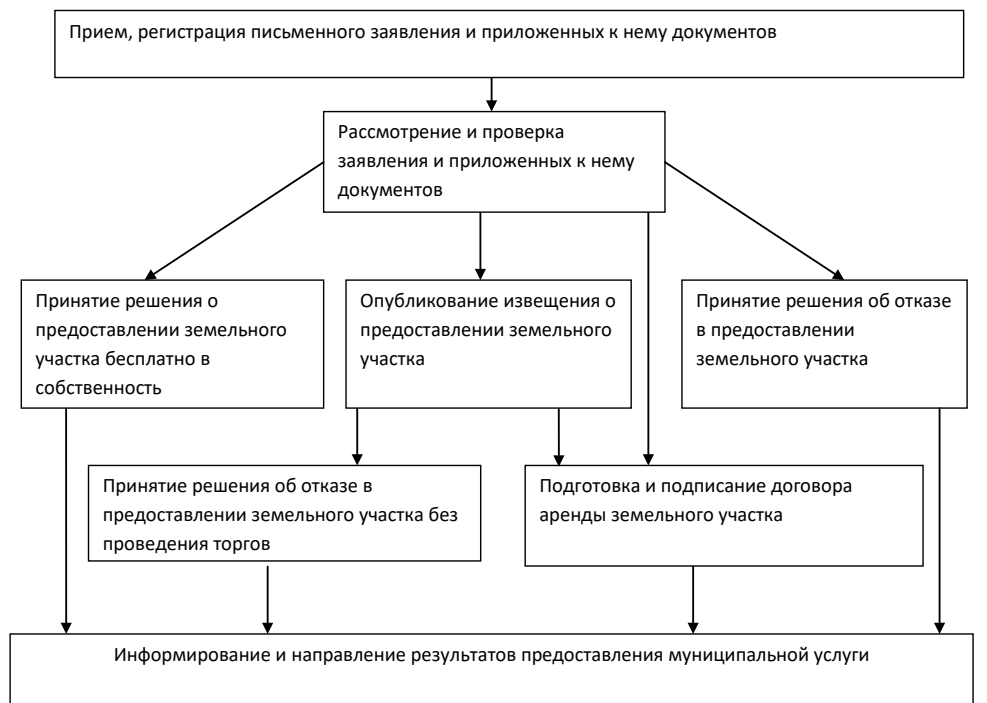 Прием, регистрация письменного заявления и приложенных к нему документов
Рассмотрение и проверка
заявления и приложенных к нему
документов
Принятие решения о
предоставлении земельного
участка бесплатно в
собственность
Опубликование извещения о
предоставлении земельного
участка
Принятие решения об отказе
в предоставлении
земельного участка
Принятие решения об отказе в
предоставлении земельного участка без
проведения торгов
Подготовка и подписание договора
аренды земельного участка
Информирование и направление результатов предоставления муниципальной услуги